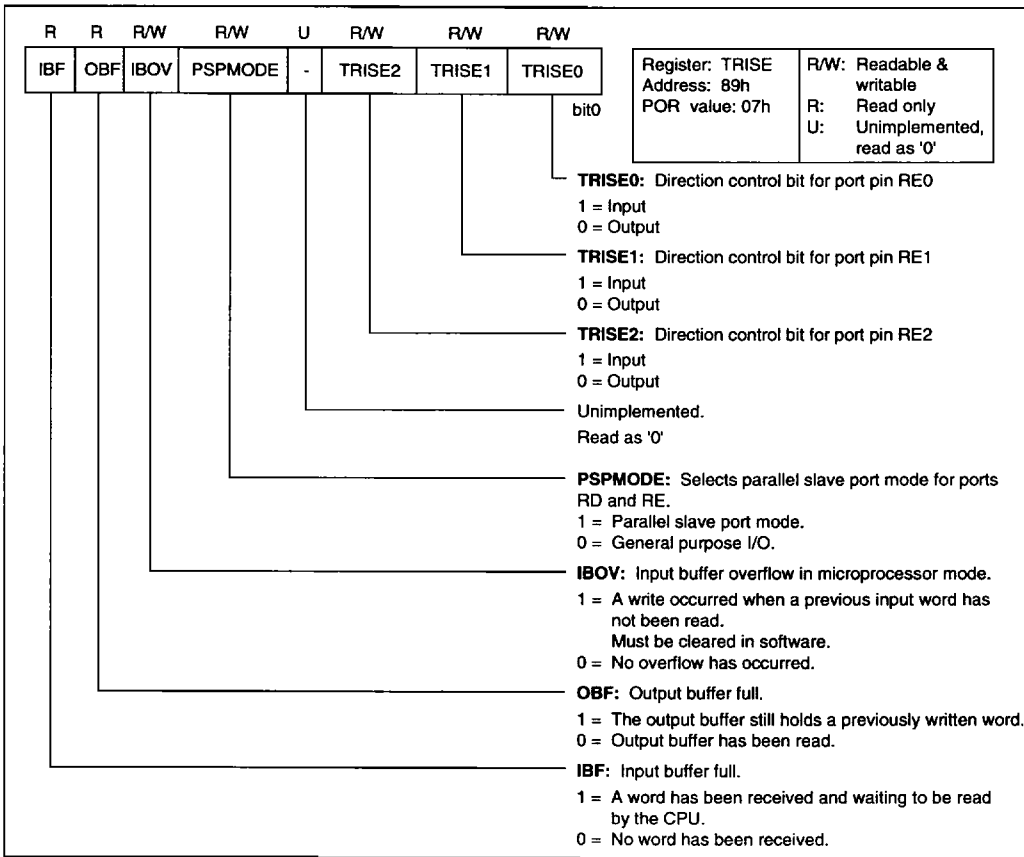 R R R/W R/W U R/W R/W R/W
IBF OBF IBOV PSPMODE - TRISE2 TRISE1 TRISE0
bit0
Register: TRISE
Address: 89h
POR value: 07h
R/W: Readable &
writable
R: Read only
U: Unimplemented,
read as '0'
TRISE0: Direction control bit for port pin RE0
1 = Input
0 = Output
TRISE1: Direction control bit for port pin RE1
1 = Input
0 = Output
TRISE2: Direction control bit for port pin RE2
1 = Input
0 = Output
Unimplemented.
Read as '0'
PSPMODE: Selects parallel slave port mode for ports
RD and RE.
1 = Parallel slave port mode.
0 = General purpose I/O.
IBOV: Input buffer overflow in microprocessor mode.
1 = A write occurred when a previous input word has
not been read.
Must be cleared in software.
0 = No overflow has occurred.
OBF: Output buffer full.
1 = The output buffer still holds a previously written word.
0 = Output buffer has been read.
IBF: Input buffer full.
1 = A word has been received and waiting to be read
by the CPU.
0 = No word has been received.